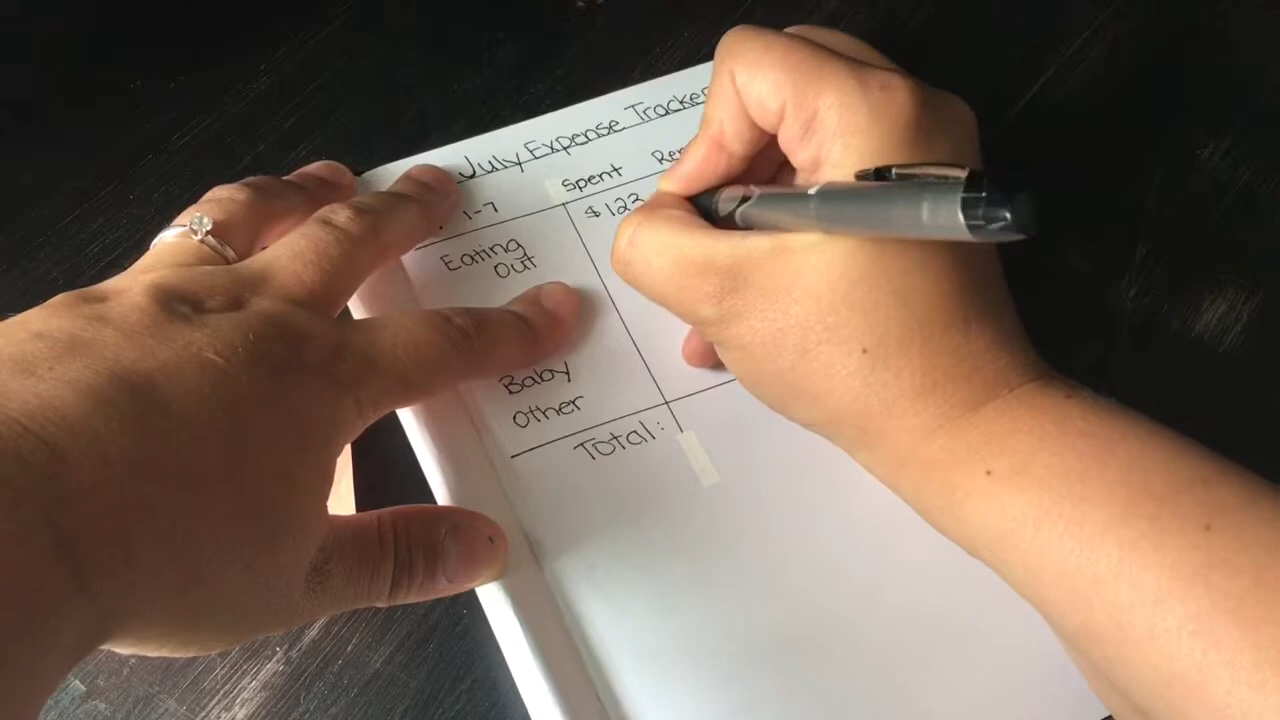 July Expense Tracker
Spent
1-7
$123
Eating
Out
Baby
Other
Total: